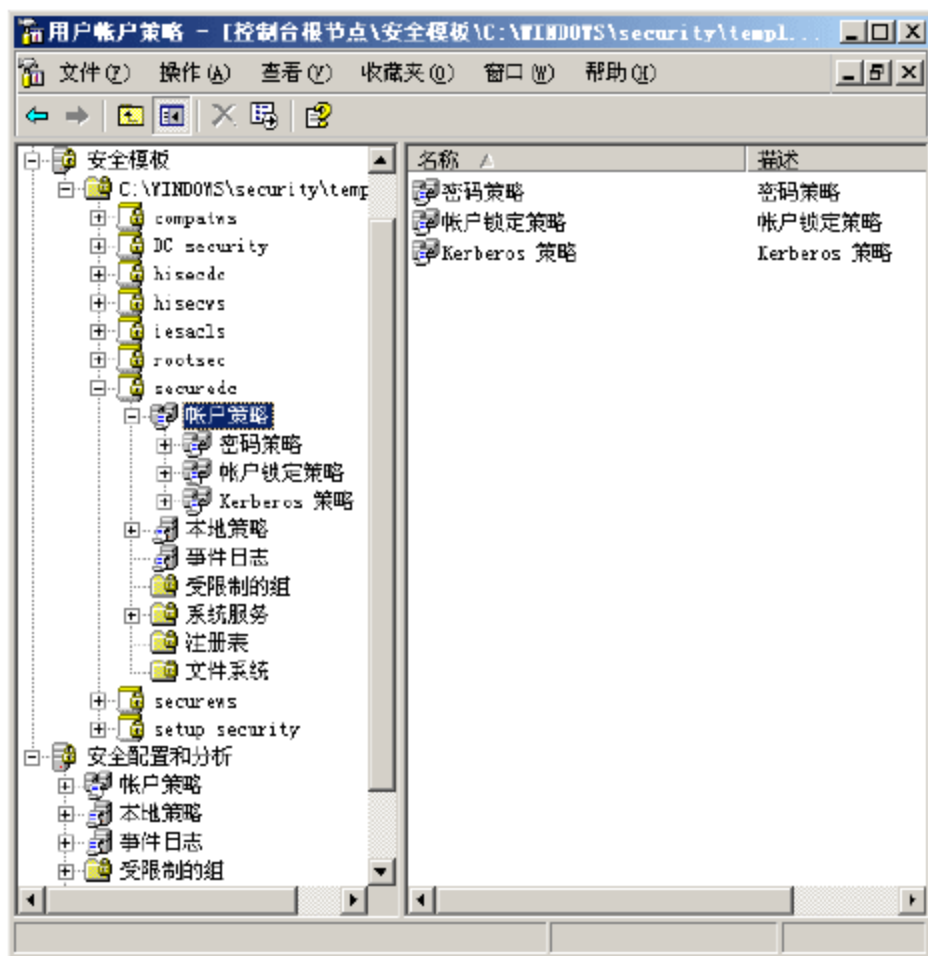 用户帐户策略 - [控制台根节点\安全模板\C:\WINDOWS\security\templ...
文件(F) 操作(A) 查看(V) 收藏夹(O) 窗口(W) 帮助(H)
安全模板
C:\WINDOWS\security\temp
compatws
DC security
hisecdc
hisecws
iesacls
rootsec
securedc
帐户策略
密码策略
帐户锁定策略
Kerberos 策略
本地策略
事件日志
受限制的组
系统服务
注册表
文件系统
securews
setup security
安全配置和分析
帐户策略
本地策略
事件日志
受限制的组
名称 描述
密码策略 密码策略
帐户锁定策略 帐户锁定策略
Kerberos 策略 Kerberos 策略